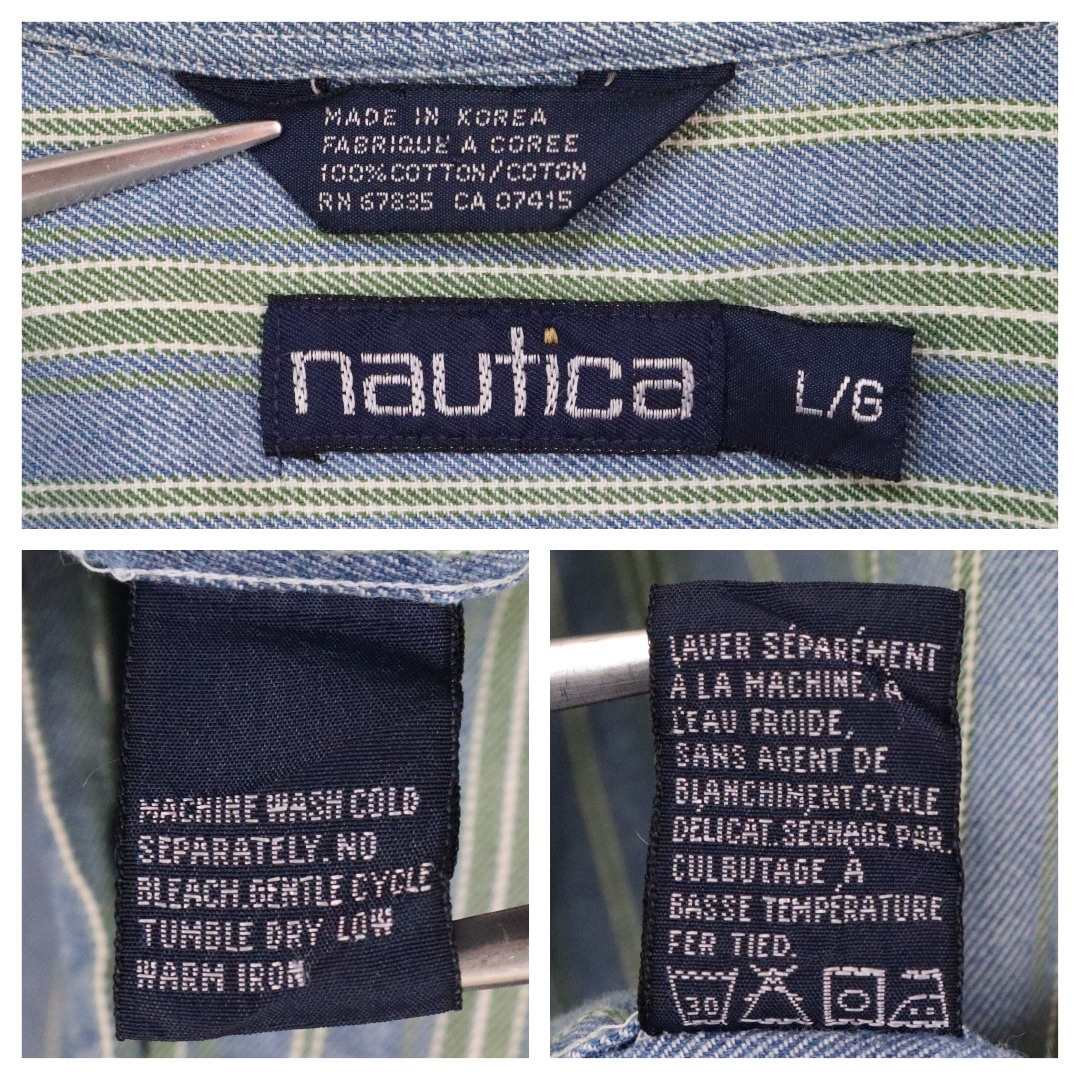 MADE IN KOREA
FABRIQUE A COREE
100% COTTON/COTON
RN 67835 CA 07415
nautica
L/G
MACHINE WASH COLD
SEPARATELY. NO
BLEACH. GENTLE CYCLE
TUMBLE DRY LOW
WARM IRON
LAVER SÉPARÉMENT
À LA MACHINE, À
L'EAU FROIDE,
SANS AGENT DE
BLANCHIMENT. CYCLE
DELICAT. SECHAGE PAR.
CULBUTAGE À
BASSE TEMPÉRATURE
FER TIED.
30